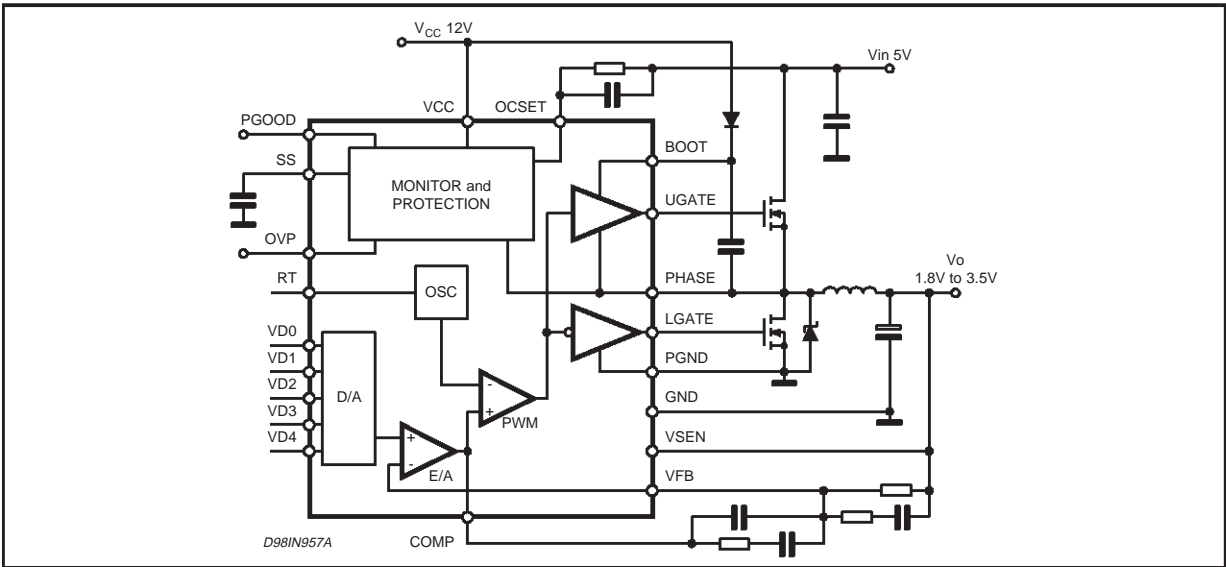 VCC 12V
Vin 5V
VCC
OCSET
PGOOD
BOOT
SS
MONITOR and
PROTECTION
UGATE
OVP
Vo
1.8V to 3.5V
RT
OSC
PHASE
LGATE
VD0
VD1
PGND
VD2
D/A
-
+
PWM
GND
VD3
VD4
+
-
E/A
VSEN
VFB
D98IN957A
COMP